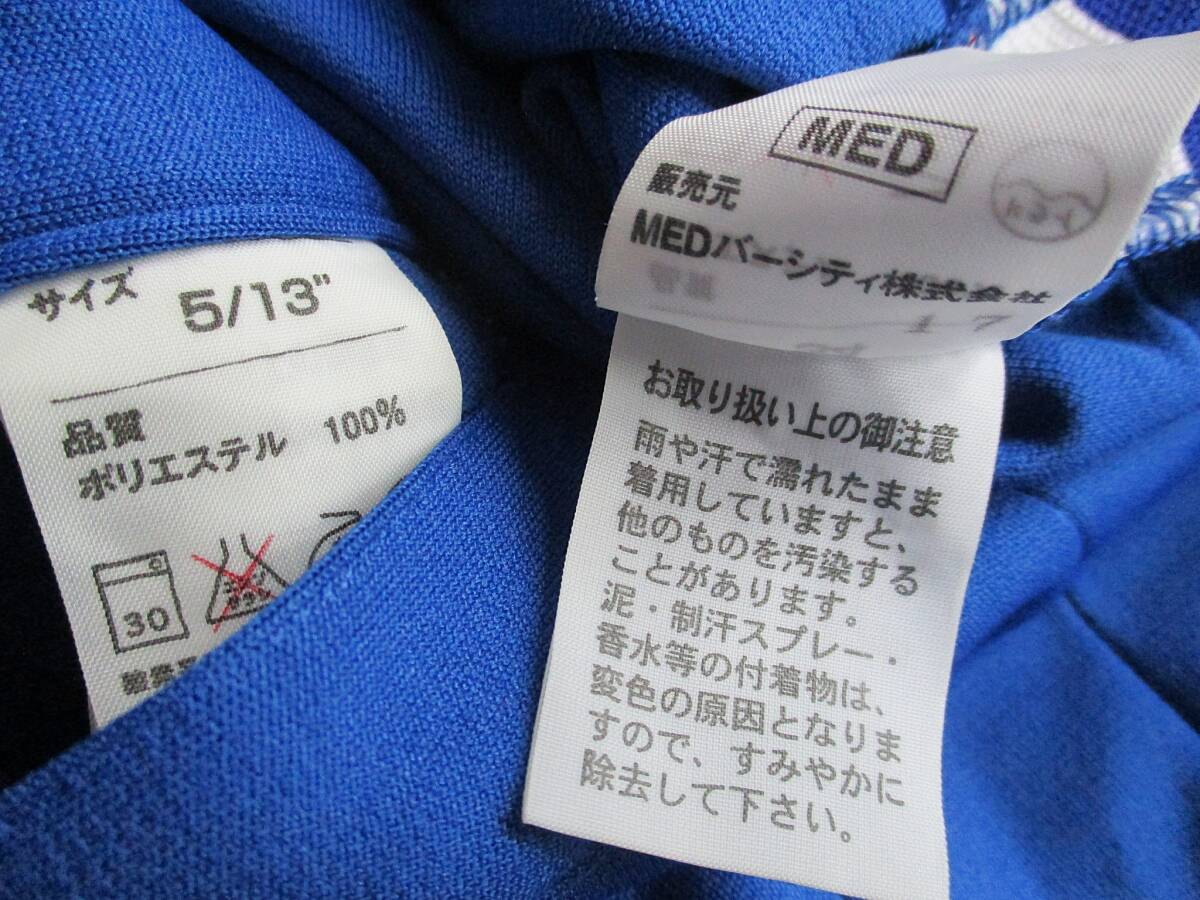 サイズ
5/13"
品質
ポリエステル 100%
30
MED
販売元
MEDバーシティ株式会社
17
お取り扱い上の御注意
雨や汗で濡れたまま
着用していますと、
他のものを汚染する
ことがあります。
泥・制汗スプレー・
香水等の付着物は、
変色の原因となりま
すので、すみやかに
除去して下さい。